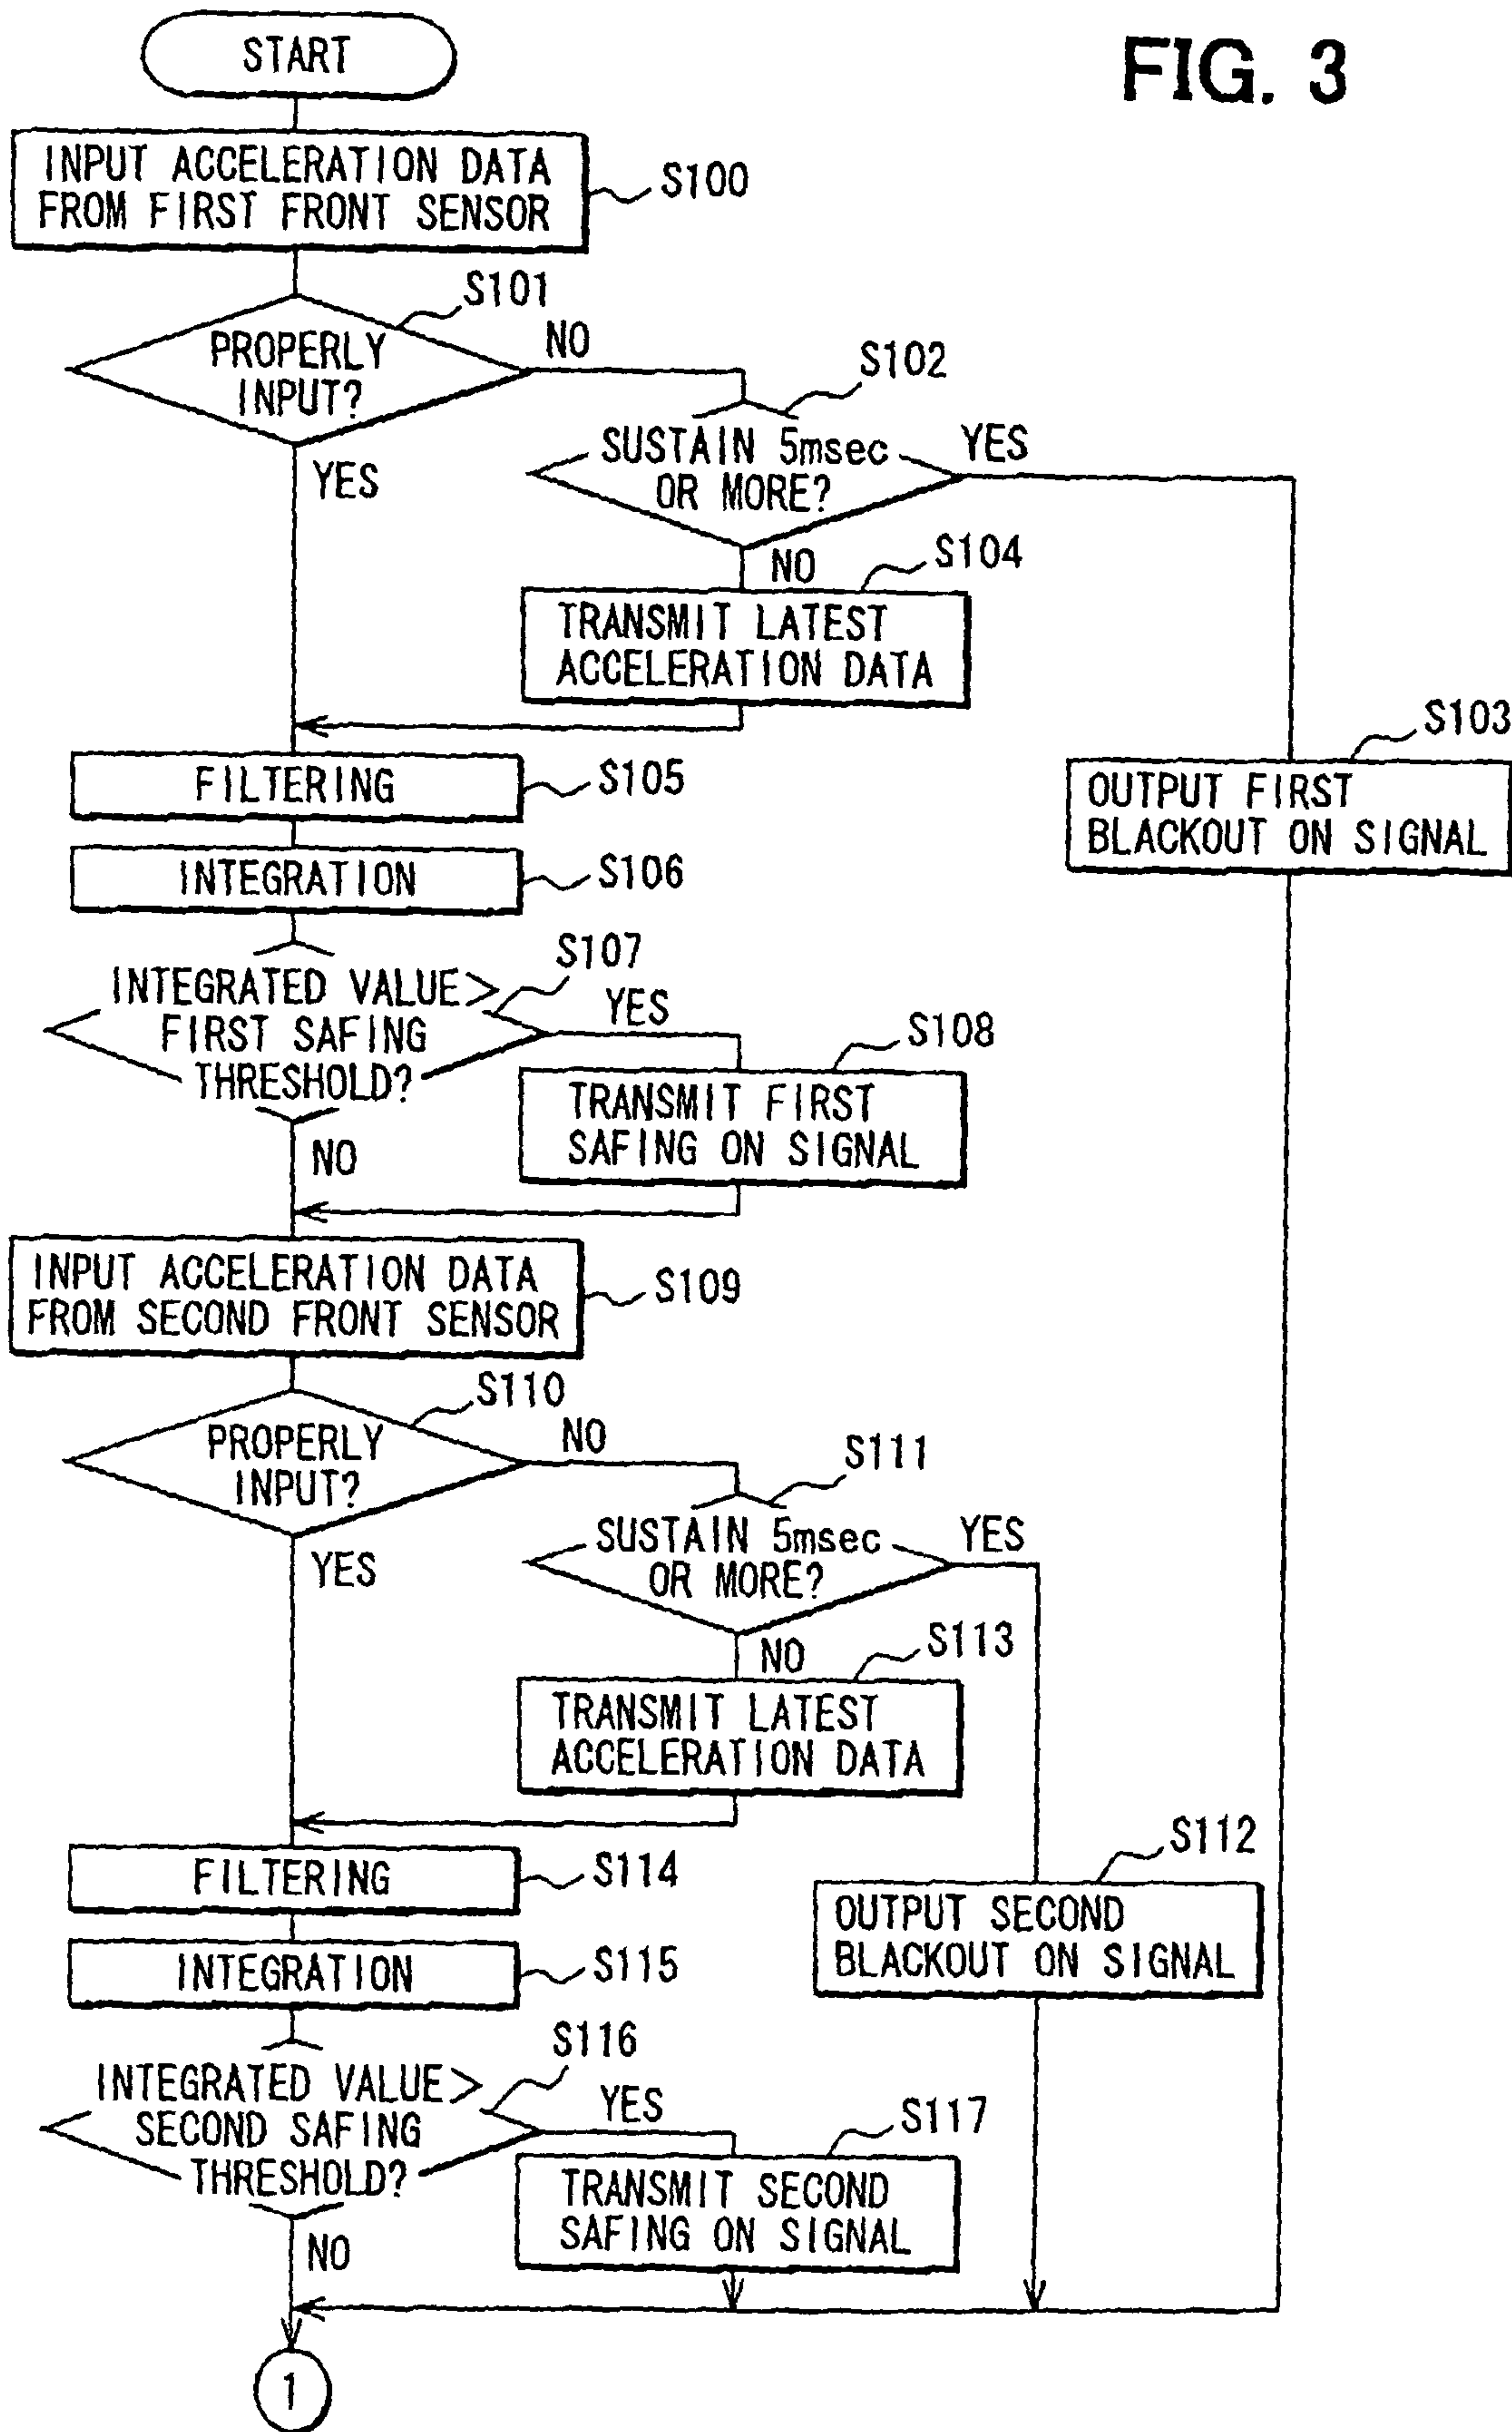 FIG. 3
START
INPUT ACCELERATION DATA
FROM FIRST FRONT SENSOR
S100
S101
PROPERLY
INPUT?
NO
YES
S102
SUSTAIN 5msec
OR MORE?
YES
NO
S104
TRANSMIT LATEST
ACCELERATION DATA
S103
OUTPUT FIRST
BLACKOUT ON SIGNAL
FILTERING
S105
INTEGRATION
S106
S107
INTEGRATED VALUE>
FIRST SAFING
THRESHOLD?
YES
NO
S108
TRANSMIT FIRST
SAFING ON SIGNAL
INPUT ACCELERATION DATA
FROM SECOND FRONT SENSOR
S109
S110
PROPERLY
INPUT?
NO
YES
S111
SUSTAIN 5msec
OR MORE?
YES
NO
S113
TRANSMIT LATEST
ACCELERATION DATA
S112
OUTPUT SECOND
BLACKOUT ON SIGNAL
FILTERING
S114
INTEGRATION
S115
S116
INTEGRATED VALUE>
SECOND SAFING
THRESHOLD?
YES
NO
S117
TRANSMIT SECOND
SAFING ON SIGNAL
1